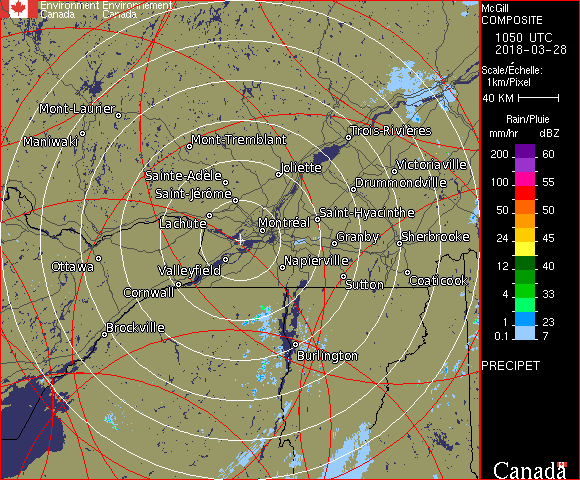 Environment Environnement
Canada Canada
McGill
COMPOSITE
1050 UTC
2018-03-28
Scale/Échelle:
1km/Pixel
40 KM
Rain/Pluie
mm/hr dBZ
200 60
100 55
50 50
24 45
12 40
4 33
1 23
0.1 7
PRECIPET
Mont-Laurier
Maniwaki
Mont-Tremblant
Trois-Rivières
Joliette
Victoriaville
Sainte-Adèle
Drummondville
Saint-Jérôme
Lachute
Saint-Hyacinthe
Montréal
Granby
Sherbrooke
Ottawa
Valleyfield
Napierville
Coaticook
Cornwall
Sutton
Brockville
Burlington
Canada